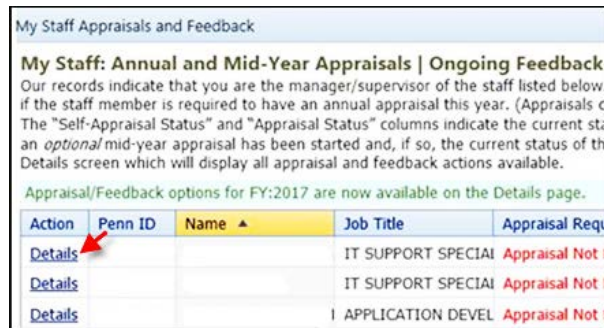 My Staff Appraisals and Feedback
My Staff: Annual and Mid-Year Appraisals | Ongoing Feedback
Our records indicate that you are the manager/supervisor of the staff listed below.
if the staff member is required to have an annual appraisal this year. (Appraisals
The "Self-Appraisal Status" and "Appraisal Status" columns indicate the current
an optional mid-year appraisal has been started and, if so, the current status of
Details screen which will display all appraisal and feedback actions available.
Appraisal/Feedback options for FY:2017 are now available on the Details page.
Action Penn ID Name ▲ Job Title Appraisal
Details IT SUPPORT SPECIAL Appraisal Not
Details IT SUPPORT SPECIAL Appraisal Not
Details APPLICATION DEVEL Appraisal Not